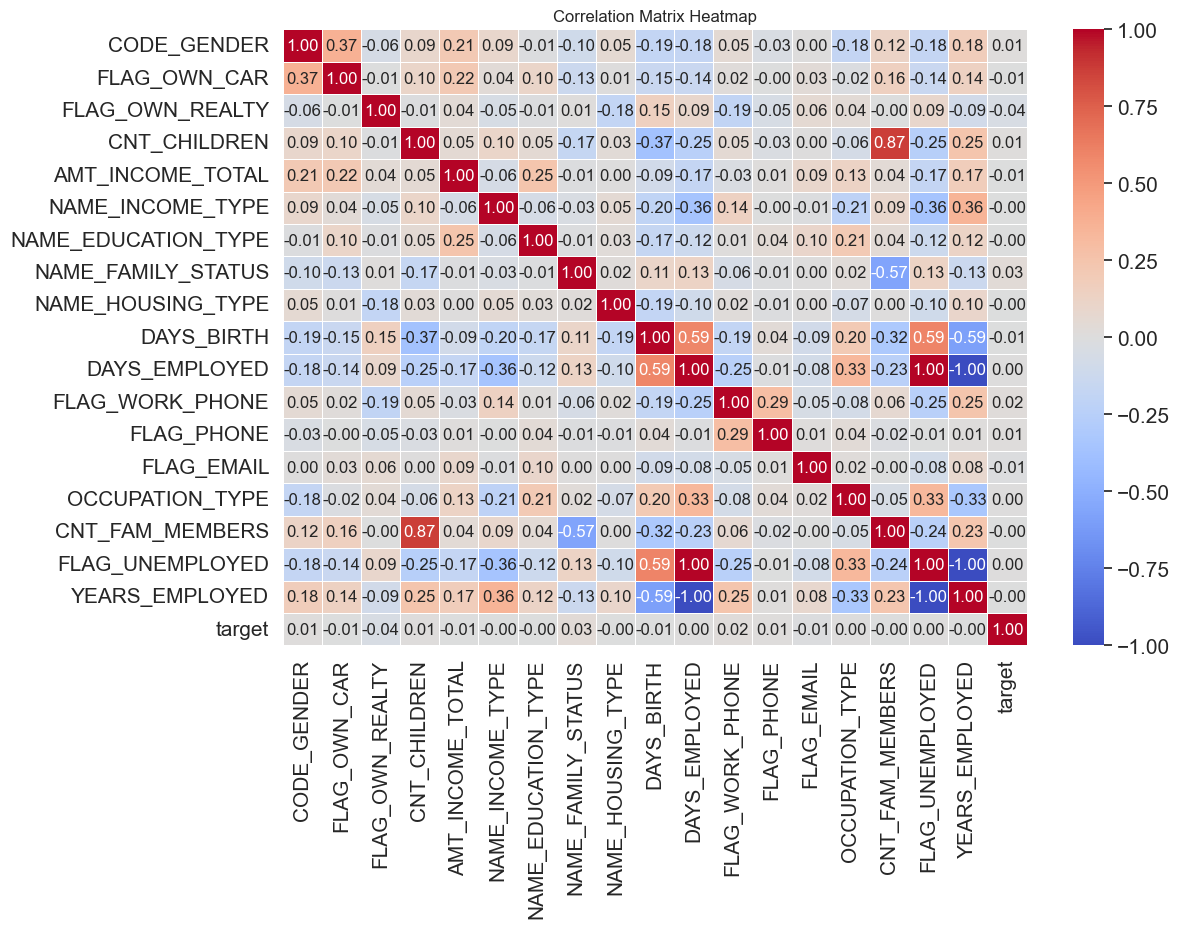 Correlation Matrix Heatmap
CODE_GENDER 1.00 0.37 -0.06 0.09 0.21 0.09 -0.01 -0.10 0.05 -0.19 -0.18 0.05 -0.03 0.00 -0.18 0.12 -0.18 0.18 0.01
FLAG_OWN_CAR 0.37 1.00 -0.01 0.10 0.22 0.04 0.10 -0.13 0.01 -0.15 -0.14 0.02 -0.00 0.03 -0.02 0.16 -0.14 0.14 -0.01
FLAG_OWN_REALTY -0.06 -0.01 1.00 -0.01 0.04 -0.05 -0.01 0.01 -0.18 0.15 0.09 -0.19 -0.05 0.06 0.04 -0.00 0.09 -0.09 -0.04
CNT_CHILDREN 0.09 0.10 -0.01 1.00 0.05 0.10 0.05 -0.17 0.03 -0.37 -0.25 0.05 -0.03 0.00 -0.06 0.87 -0.25 0.25 0.01
AMT_INCOME_TOTAL 0.21 0.22 0.04 0.05 1.00 -0.06 0.25 -0.01 0.00 -0.09 -0.17 -0.03 0.01 0.09 0.13 0.04 -0.17 0.17 -0.01
NAME_INCOME_TYPE 0.09 0.04 -0.05 0.10 -0.06 1.00 -0.06 -0.03 0.05 -0.20 -0.36 0.14 -0.00 -0.01 -0.21 0.09 -0.36 0.36 -0.00
NAME_EDUCATION_TYPE -0.01 0.10 -0.01 0.05 0.25 -0.06 1.00 -0.01 0.03 -0.17 -0.12 0.01 0.04 0.10 0.21 0.04 -0.12 0.12 -0.00
NAME_FAMILY_STATUS -0.10 -0.13 0.01 -0.17 -0.01 -0.03 -0.01 1.00 0.02 0.11 0.13 -0.06 -0.01 0.00 0.02 -0.57 0.13 -0.13 0.03
NAME_HOUSING_TYPE 0.05 0.01 -0.18 0.03 0.00 0.05 0.03 0.02 1.00 -0.19 -0.10 0.02 -0.01 0.00 -0.07 0.00 -0.10 0.10 -0.00
DAYS_BIRTH -0.19 -0.15 0.15 -0.37 -0.09 -0.20 -0.17 0.11 -0.19 1.00 0.59 -0.19 0.04 -0.09 0.20 -0.32 0.59 -0.59 -0.01
DAYS_EMPLOYED -0.18 -0.14 0.09 -0.25 -0.17 -0.36 -0.12 0.13 -0.10 0.59 1.00 -0.25 -0.01 -0.08 0.33 -0.23 1.00 -1.00 0.00
FLAG_WORK_PHONE 0.05 0.02 -0.19 0.05 -0.03 0.14 0.01 -0.06 0.02 -0.19 -0.25 1.00 0.29 -0.05 -0.08 0.06 -0.25 0.25 0.02
FLAG_PHONE -0.03 -0.00 -0.05 -0.03 0.01 -0.00 0.04 -0.01 -0.01 0.04 -0.01 0.29 1.00 0.01 0.04 -0.02 -0.01 0.01 0.01
FLAG_EMAIL 0.00 0.03 0.06 0.00 0.09 -0.01 0.10 0.00 0.00 -0.09 -0.08 -0.05 0.01 1.00 0.02 -0.00 -0.08 0.08 -0.01
OCCUPATION_TYPE -0.18 -0.02 0.04 -0.06 0.13 -0.21 0.21 0.02 -0.07 0.20 0.33 -0.08 0.04 0.02 1.00 -0.05 0.33 -0.33 0.00
CNT_FAM_MEMBERS 0.12 0.16 -0.00 0.87 0.04 0.09 0.04 -0.57 0.00 -0.32 -0.23 0.06 -0.02 -0.00 -0.05 1.00 -0.24 0.23 -0.00
FLAG_UNEMPLOYED -0.18 -0.14 0.09 -0.25 -0.17 -0.36 -0.12 0.13 -0.10 0.59 1.00 -0.25 -0.01 -0.08 0.33 -0.24 1.00 -1.00 0.00
YEARS_EMPLOYED 0.18 0.14 -0.09 0.25 0.17 0.36 0.12 -0.13 0.10 -0.59 -1.00 0.25 0.01 0.08 -0.33 0.23 -1.00 1.00 -0.00
target 0.01 -0.01 -0.04 0.01 -0.01 -0.00 -0.00 0.03 -0.00 -0.01 0.00 0.02 0.01 -0.01 0.00 -0.00 0.00 -0.00 1.00
CODE_GENDER
FLAG_OWN_CAR
FLAG_OWN_REALTY
CNT_CHILDREN
AMT_INCOME_TOTAL
NAME_INCOME_TYPE
NAME_EDUCATION_TYPE
NAME_FAMILY_STATUS
NAME_HOUSING_TYPE
DAYS_BIRTH
DAYS_EMPLOYED
FLAG_WORK_PHONE
FLAG_PHONE
FLAG_EMAIL
OCCUPATION_TYPE
CNT_FAM_MEMBERS
FLAG_UNEMPLOYED
YEARS_EMPLOYED
target
1.00
0.75
0.50
0.25
0.00
−0.25
−0.50
−0.75
−1.00